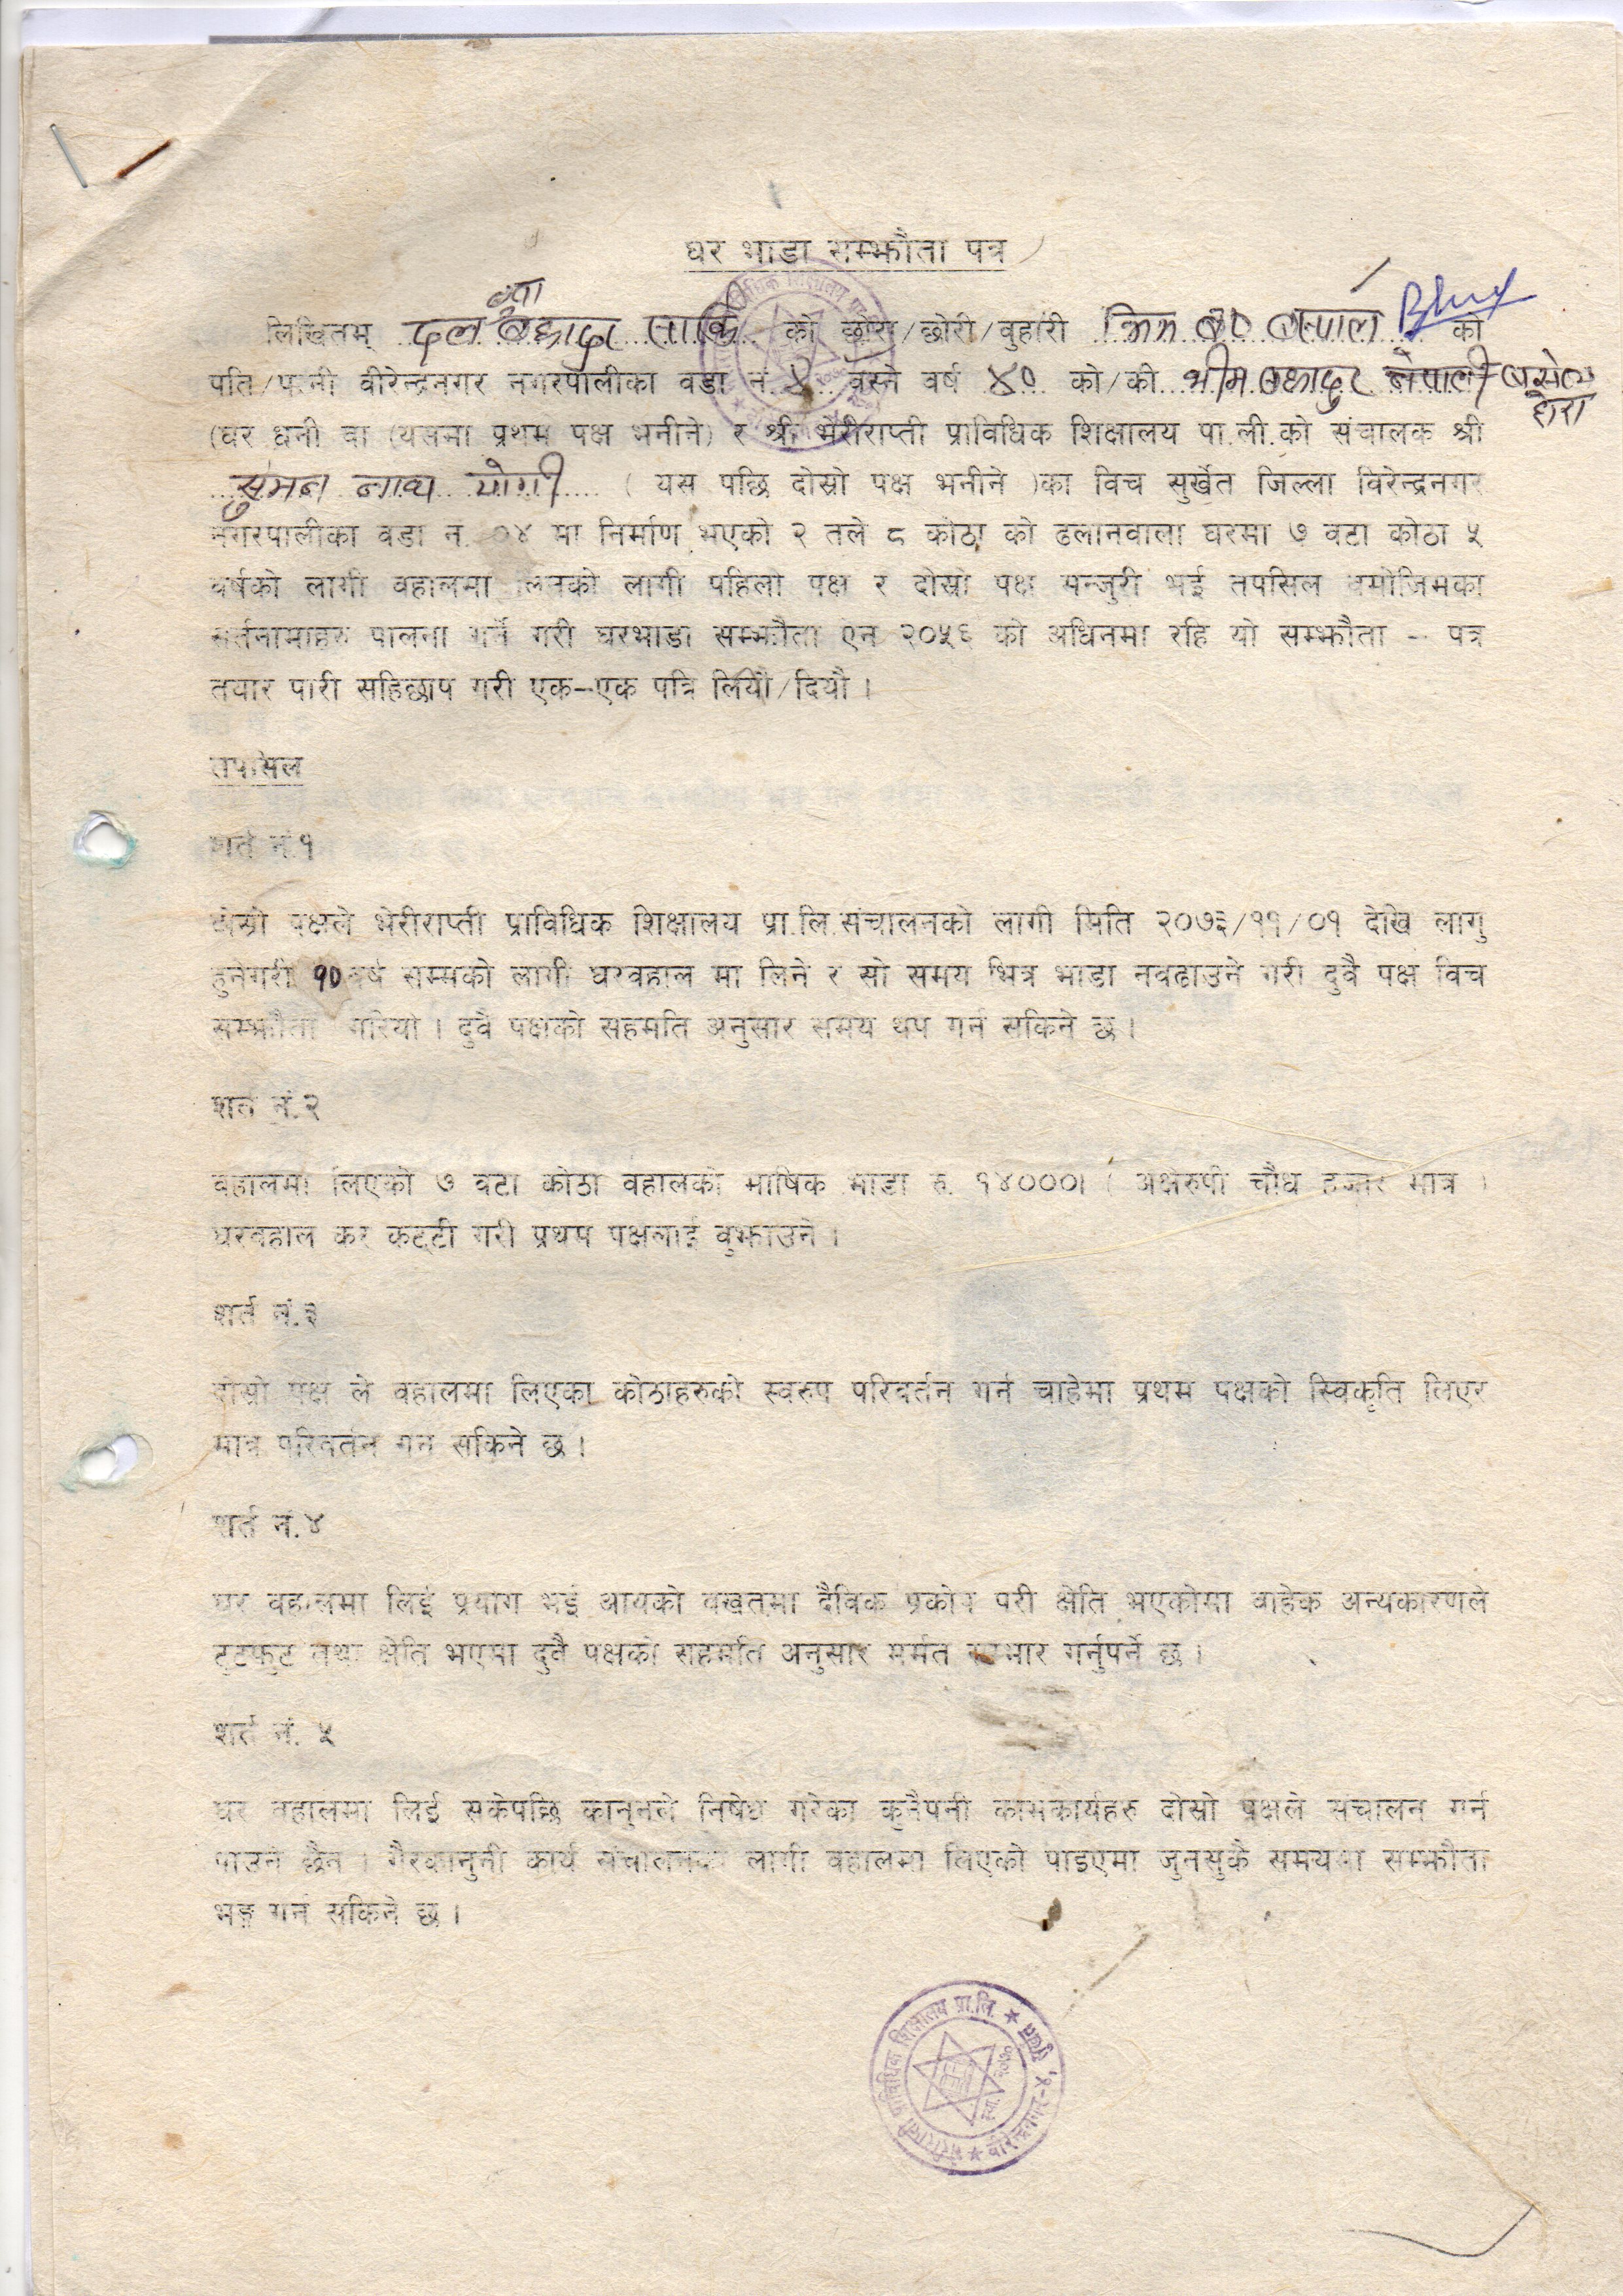 घर भाडा सम्झौता पत्र
लिखितम् दल बहादुर सार्कि को छोरा/छोरी/वुहारी भिम ब० नेपाल को
पति/पत्नी वीरेन्द्रनगर नगरपालीका वडा नं. ४ वस्ने वर्ष ४० को/की भीम बहादुर नेपाली
(घर धनी वा (यसमा प्रथम पक्ष भनीने) र श्री भेरीराप्ती प्राविधिक शिक्षालय पा.ली.को संचालक श्री
सुमन नाथ योगी ( यस पछि दोस्रो पक्ष भनीने )का विच सुर्खेत जिल्ला विरेन्द्रनगर
नगरपालीका वडा न. ०४ मा निर्माण भएको २ तले ८ कोठा को ढलानवाला घरमा ७ वटा कोठा ५
वर्षको लागी वहालमा लिनको लागी पहिलो पक्ष र दोस्रो पक्ष मन्जुरी भई तपसिल वमोजिमका
सर्तनामाहरु पालना गर्ने गरी घरभाडा सम्झौता ऐन २०५६ को अधिनमा रहि यो सम्झौता – पत्र
तयार पारी सहिछाप गरी एक–एक पत्रि लियौ/दियौ ।
तपसिल
शर्त नं.१
दोस्रो पक्षले भेरीराप्ती प्राविधिक शिक्षालय प्रा.लि.संचालनको लागी मिति २०७३/११/०१ देखि लागु
हुनेगरी १० वर्ष सम्मको लागी घरवहाल मा लिने र सो समय भित्र भाडा नवढाउने गरी दुवै पक्ष विच
सम्झौता गरियो । दुवै पक्षको सहमति अनुसार समय थप गर्न सकिने छ ।
शर्त नं.२
वहालमा लिएको ७ वटा कोठा वहालको माषिक भाडा रु. १४०००। ( अक्षेरुपी चौध हजार मात्र ।
घरवहाल कर कट्टी गरी प्रथम पक्षलाई वुझाउने ।
शर्त नं.३
दोस्रो पक्ष ले वहालमा लिएका कोठाहरुको स्वरुप परिवर्तन गर्न चाहेमा प्रथम पक्षको स्विकृति लिएर
मात्र परिवर्तन गर्न सकिने छ ।
शर्त नं.४
घर वहालमा लिई प्रयोग भई आयको वखतमा दैविक प्रकोप परी क्षेति भएकोमा वाहेक अन्यकारणले
टुटफुट तथा क्षेति भएमा दुवै पक्षको सहमति अनुसार मर्मत सम्भार गर्नुपर्ने छ ।
शर्त नं. ५
घर वहालमा लिई सकेपछि कानुनले निषेध गरेका कुनैपनी कामकार्यहरु दोस्रो पक्षले संचालन गर्न
पाउने छैन । गैरकानुनी कार्य संचालनको लागी वहालमा लिएको पाइएमा जुनसुकै समयमा सम्झौता
भङ्ग गर्न सकिने छ ।
भेरीराप्ती प्राविधिक शिक्षालय प्रा.लि. ★ वीरेन्द्रनगर-४, सुर्खेत ★
स्था. २०७०